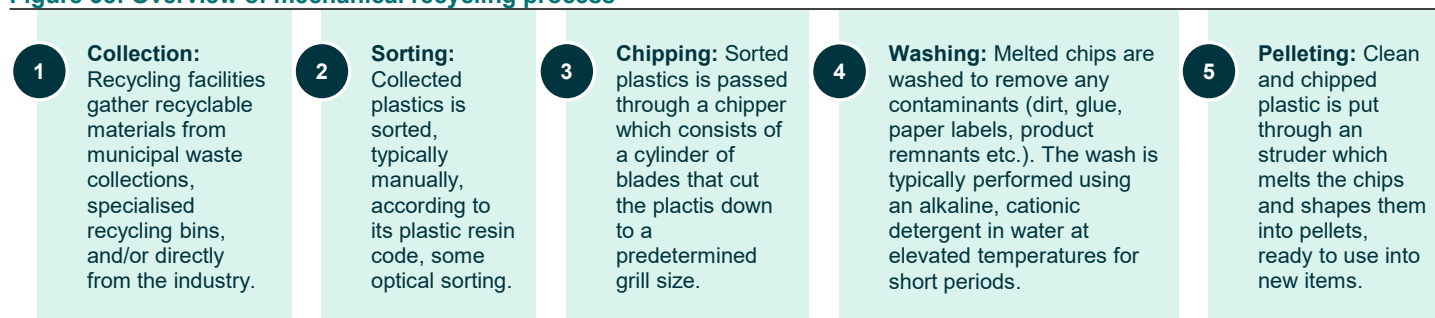 Figure 35: Overview of mechanical recycling process
1
Collection:
Recycling facilities
gather recyclable
materials from
municipal waste
collections,
specialised
recycling bins,
and/or directly
from the industry.
2
Sorting:
Collected
plastics is
sorted,
typically
manually,
according to
its plastic resin
code, some
optical sorting.
3
Chipping: Sorted
plastics is passed
through a chipper
which consists of
a cylinder of
blades that cut
the plactis down
to a
predetermined
grill size.
4
Washing: Melted chips are
washed to remove any
contaminants (dirt, glue,
paper labels, product
remnants etc.). The wash is
typically performed using
an alkaline, cationic
detergent in water at
elevated temperatures for
short periods.
5
Pelleting: Clean
and chipped
plastic is put
through an
struder which
melts the chips
and shapes them
into pellets,
ready to use into
new items.